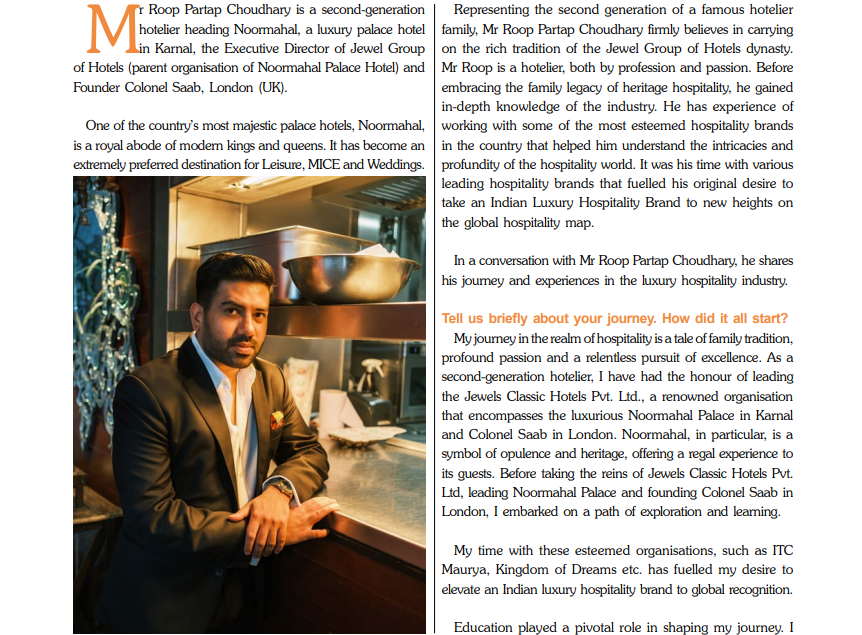 Mr Roop Partap Choudhary is a second-generation
hotelier heading Noormahal, a luxury palace hotel
in Karnal, the Executive Director of Jewel Group
of Hotels (parent organisation of Noormahal Palace Hotel) and
Founder Colonel Saab, London (UK).
One of the country's most majestic palace hotels, Noormahal,
is a royal abode of modern kings and queens. It has become an
extremely preferred destination for Leisure, MICE and Weddings.
Representing the second generation of a famous hotelier
family, Mr Roop Partap Choudhary firmly believes in carrying
on the rich tradition of the Jewel Group of Hotels dynasty.
Mr Roop is a hotelier, both by profession and passion. Before
embracing the family legacy of heritage hospitality, he gained
in-depth knowledge of the industry. He has experience of
working with some of the most esteemed hospitality brands
in the country that helped him understand the intricacies and
profundity of the hospitality world. It was his time with various
leading hospitality brands that fuelled his original desire to
take an Indian Luxury Hospitality Brand to new heights on
the global hospitality map.
In a conversation with Mr Roop Partap Choudhary, he shares
his journey and experiences in the luxury hospitality industry.
Tell us briefly about your journey. How did it all start?
My journey in the realm of hospitality is a tale of family tradition,
profound passion and a relentless pursuit of excellence. As a
second-generation hotelier, I have had the honour of leading
the Jewels Classic Hotels Pvt. Ltd., a renowned organisation
that encompasses the luxurious Noormahal Palace in Karnal
and Colonel Saab in London. Noormahal, in particular, is a
symbol of opulence and heritage, offering a regal experience to
its guests. Before taking the reins of Jewels Classic Hotels Pvt.
Ltd, leading Noormahal Palace and founding Colonel Saab in
London, I embarked on a path of exploration and learning.
My time with these esteemed organisations, such as ITC
Maurya, Kingdom of Dreams etc. has fuelled my desire to
elevate an Indian luxury hospitality brand to global recognition.
Education played a pivotal role in shaping my journey. I